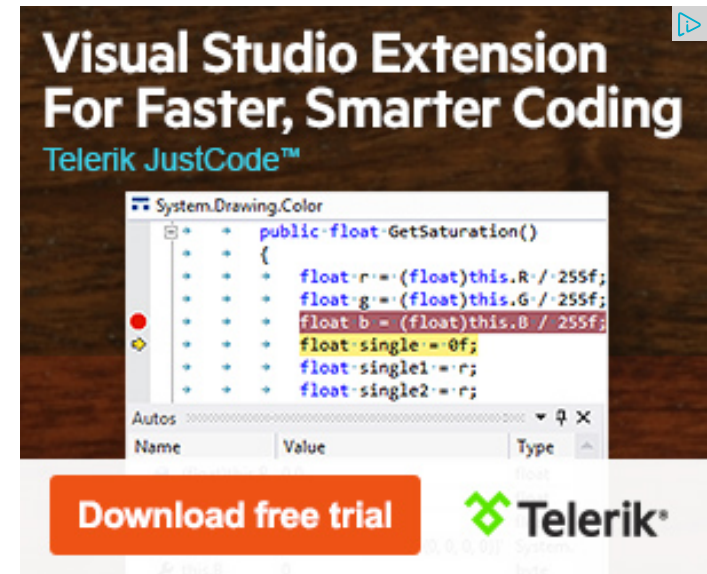 Visual Studio Extension
For Faster, Smarter Coding
Telerik JustCode™
System.Drawing.Color
public float GetSaturation()
{
float r = (float)this.R / 255f;
float g = (float)this.G / 255f;
float b = (float)this.B / 255f;
float single = 0f;
float single1 = r;
float single2 = r;
Autos
Name Value Type
Download free trial
Telerik